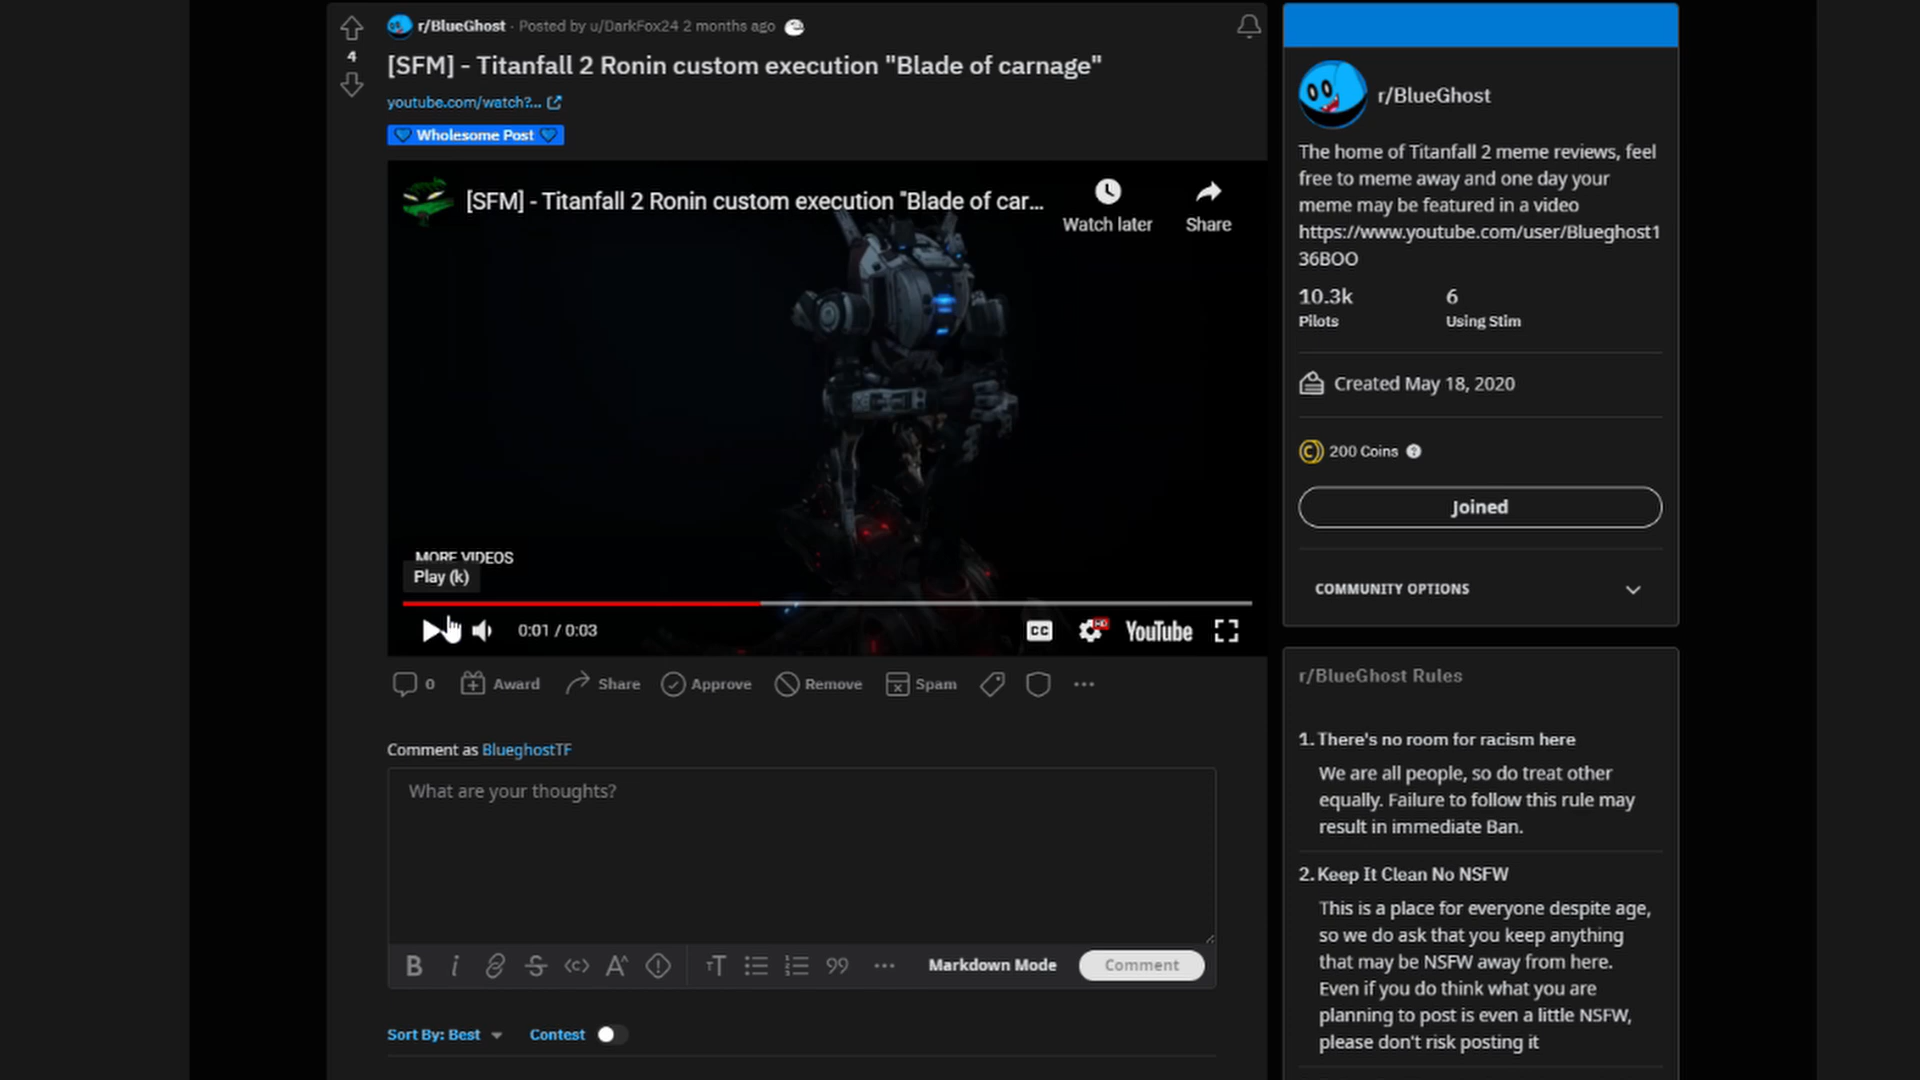 r/BlueGhost · Posted by u/DarkFox24 2 months ago
4
[SFM] - Titanfall 2 Ronin custom execution "Blade of carnage"
youtube.com/watch?...
Wholesome Post
[SFM] - Titanfall 2 Ronin custom execution "Blade of car...
Watch later
Share
MORE VIDEOS
Play (k)
0:01 / 0:03
CC
HD
YouTube
0
Award
Share
Approve
Remove
Spam
Comment as BlueghostTF
What are your thoughts?
Markdown Mode
Comment
Sort By: Best
Contest
r/BlueGhost
The home of Titanfall 2 meme reviews, feel
free to meme away and one day your
meme may be featured in a video
https://www.youtube.com/user/Blueghost1
36BOO
10.3k
Pilots
6
Using Stim
Created May 18, 2020
200 Coins
Joined
COMMUNITY OPTIONS
r/BlueGhost Rules
1. There's no room for racism here
We are all people, so do treat other
equally. Failure to follow this rule may
result in immediate Ban.
2. Keep It Clean No NSFW
This is a place for everyone despite age,
so we do ask that you keep anything
that may be NSFW away from here.
Even if you do think what you are
planning to post is even a little NSFW,
please don't risk posting it